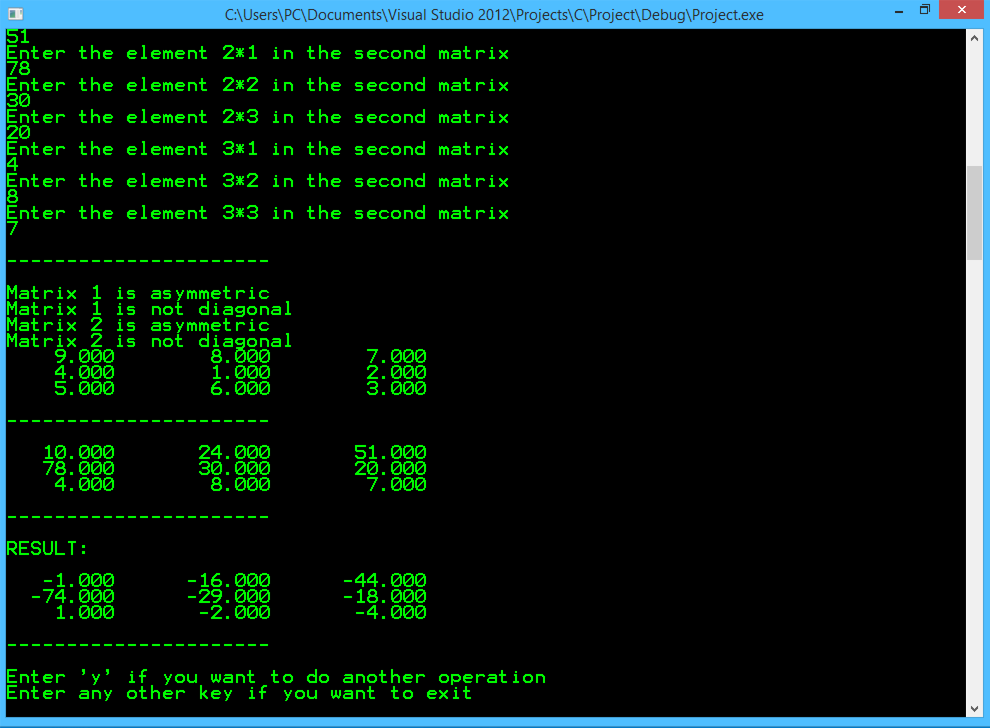 C:\Users\PC\Documents\Visual Studio 2012\Projects\C\Project\Debug\Project.exe
51
Enter the element 2*1 in the second matrix
78
Enter the element 2*2 in the second matrix
30
Enter the element 2*3 in the second matrix
20
Enter the element 3*1 in the second matrix
4
Enter the element 3*2 in the second matrix
8
Enter the element 3*3 in the second matrix
7
----------------------
Matrix 1 is asymmetric
Matrix 1 is not diagonal
Matrix 2 is asymmetric
Matrix 2 is not diagonal
9.000 8.000 7.000
4.000 1.000 2.000
5.000 6.000 3.000
----------------------
10.000 24.000 51.000
78.000 30.000 20.000
4.000 8.000 7.000
----------------------
RESULT:
-1.000 -16.000 -44.000
-74.000 -29.000 -18.000
1.000 -2.000 -4.000
----------------------
Enter 'y' if you want to do another operation
Enter any other key if you want to exit